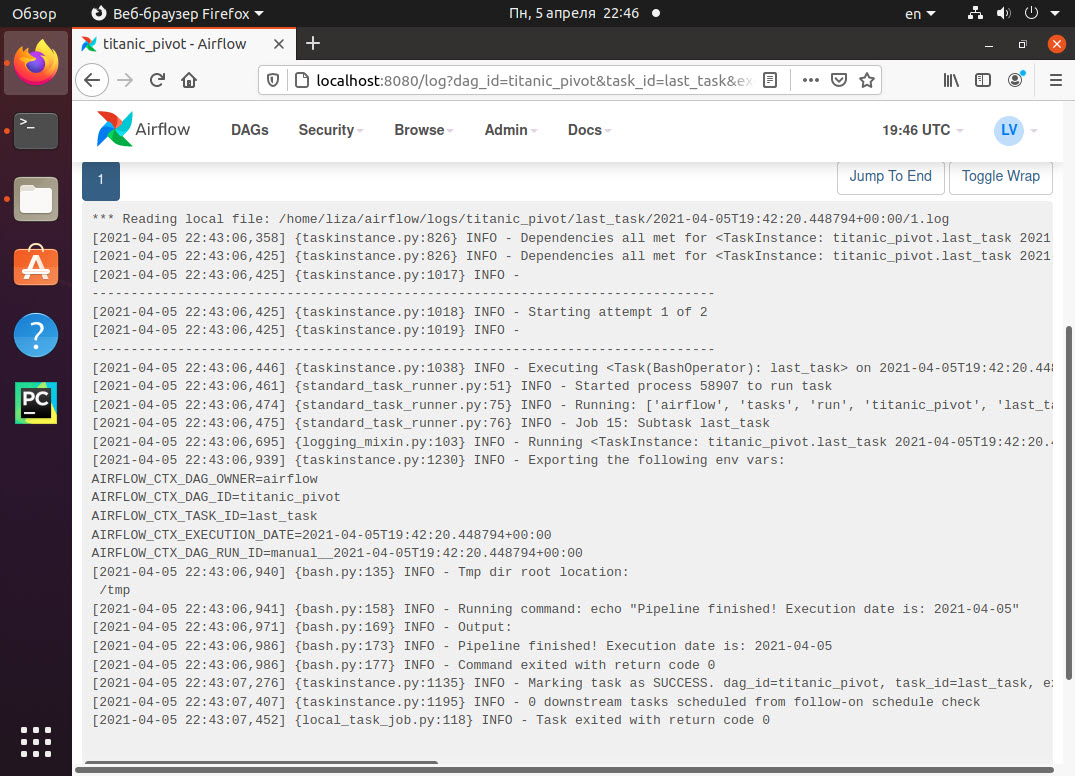 Обзор Веб-браузер Firefox Пн, 5 апреля 22:46 en
titanic_pivot - Airflow
localhost:8080/log?dag_id=titanic_pivot&task_id=last_task&ex
Airflow DAGs Security Browse Admin Docs 19:46 UTC LV
1 Jump To End Toggle Wrap
*** Reading local file: /home/liza/airflow/logs/titanic_pivot/last_task/2021-04-05T19:42:20.448794+00:00/1.log
[2021-04-05 22:43:06,358] {taskinstance.py:826} INFO - Dependencies all met for <TaskInstance: titanic_pivot.last_task 2021
[2021-04-05 22:43:06,425] {taskinstance.py:826} INFO - Dependencies all met for <TaskInstance: titanic_pivot.last_task 2021
[2021-04-05 22:43:06,425] {taskinstance.py:1017} INFO -
--------------------------------------------------------------------------------
[2021-04-05 22:43:06,425] {taskinstance.py:1018} INFO - Starting attempt 1 of 2
[2021-04-05 22:43:06,425] {taskinstance.py:1019} INFO -
--------------------------------------------------------------------------------
[2021-04-05 22:43:06,446] {taskinstance.py:1038} INFO - Executing <Task(BashOperator): last_task> on 2021-04-05T19:42:20.448
[2021-04-05 22:43:06,461] {standard_task_runner.py:51} INFO - Started process 58907 to run task
[2021-04-05 22:43:06,474] {standard_task_runner.py:75} INFO - Running: ['airflow', 'tasks', 'run', 'titanic_pivot', 'last_ta
[2021-04-05 22:43:06,475] {standard_task_runner.py:76} INFO - Job 15: Subtask last_task
[2021-04-05 22:43:06,695] {logging_mixin.py:103} INFO - Running <TaskInstance: titanic_pivot.last_task 2021-04-05T19:42:20.4
[2021-04-05 22:43:06,939] {taskinstance.py:1230} INFO - Exporting the following env vars:
AIRFLOW_CTX_DAG_OWNER=airflow
AIRFLOW_CTX_DAG_ID=titanic_pivot
AIRFLOW_CTX_TASK_ID=last_task
AIRFLOW_CTX_EXECUTION_DATE=2021-04-05T19:42:20.448794+00:00
AIRFLOW_CTX_DAG_RUN_ID=manual__2021-04-05T19:42:20.448794+00:00
[2021-04-05 22:43:06,940] {bash.py:135} INFO - Tmp dir root location:
/tmp
[2021-04-05 22:43:06,941] {bash.py:158} INFO - Running command: echo "Pipeline finished! Execution date is: 2021-04-05"
[2021-04-05 22:43:06,971] {bash.py:169} INFO - Output:
[2021-04-05 22:43:06,986] {bash.py:173} INFO - Pipeline finished! Execution date is: 2021-04-05
[2021-04-05 22:43:06,986] {bash.py:177} INFO - Command exited with return code 0
[2021-04-05 22:43:07,276] {taskinstance.py:1135} INFO - Marking task as SUCCESS. dag_id=titanic_pivot, task_id=last_task, ex
[2021-04-05 22:43:07,407] {taskinstance.py:1195} INFO - 0 downstream tasks scheduled from follow-on schedule check
[2021-04-05 22:43:07,452] {local_task_job.py:118} INFO - Task exited with return code 0
PC